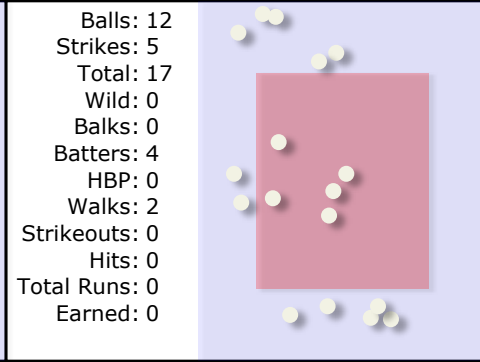 Balls: 12
Strikes: 5
Total: 17
Wild: 0
Balks: 0
Batters: 4
HBP: 0
Walks: 2
Strikeouts: 0
Hits: 0
Total Runs: 0
Earned: 0